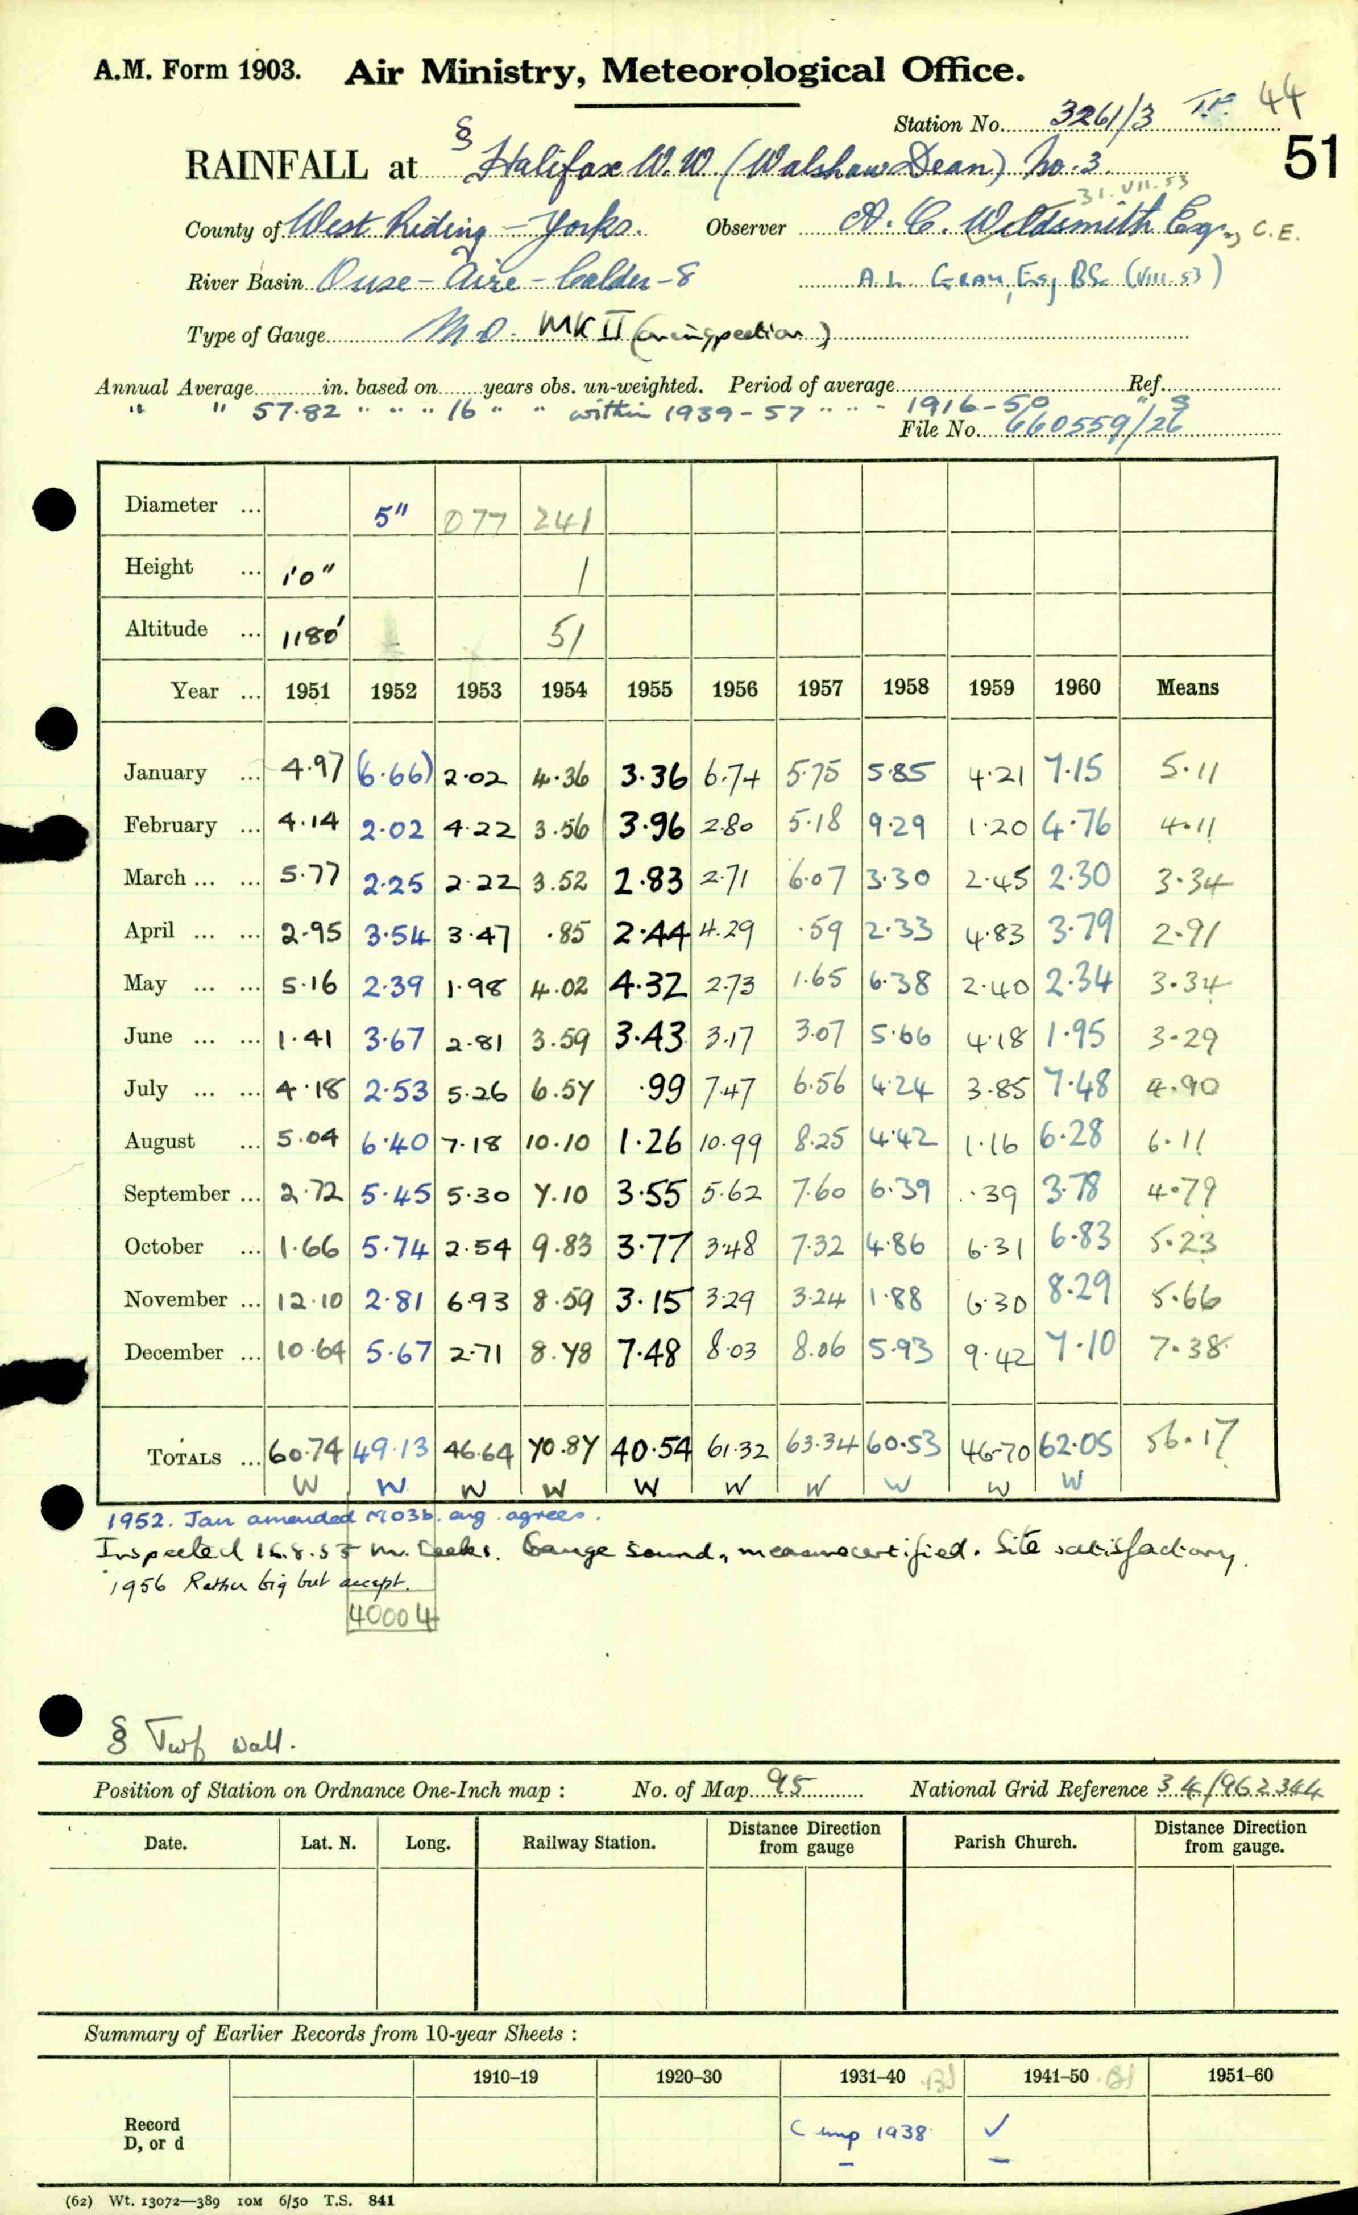 A.M. Form 1903. Air Ministry, Meteorological Office.
44
Station No. 3261/3
51
RAINFALL at § Halifax W.W (Walshaw Dean) No.3.
31.VII.53
County of West Riding - Yorks. Observer A. C. Wildsmith Esq., C.E.
River Basin Ouse - Aire - Calder - 8 A.L. Gray, Esq BSc (VIII.53)
Type of Gauge M.O. MK II (on inspection)
Annual Average in. based on years obs. un-weighted. Period of average Ref.
" " 57.82 " " " 16 " " within 1939-57 " " - 1916-50 " S
File No. 660559/26
Diameter ... 5" 077 241
Height ... 1'0" 1
Altitude ... 1180' 51
Year ... 1951 1952 1953 1954 1955 1956 1957 1958 1959 1960 Means
January ... 4.97 (6.66) 2.02 4.36 3.36 6.74 5.75 5.85 4.21 7.15 5.11
February ... 4.14 2.02 4.22 3.56 3.96 2.80 5.18 9.29 1.20 4.76 4.11
March ... ... 5.77 2.25 2.22 3.52 2.83 2.71 6.07 3.30 2.45 2.30 3.34
April ... ... 2.95 3.54 3.47 .85 2.44 4.29 .59 2.33 4.83 3.79 2.91
May ... ... 5.16 2.39 1.98 4.02 4.32 2.73 1.65 6.38 2.40 2.34 3.34
June ... ... 1.41 3.67 2.81 3.59 3.43 3.17 3.07 5.66 4.18 1.95 3.29
July ... ... 4.18 2.53 5.26 6.57 .99 7.47 6.56 4.24 3.85 7.48 4.90
August ... 5.04 6.40 7.18 10.10 1.26 10.99 8.25 4.42 1.16 6.28 6.11
September ... 2.72 5.45 5.30 7.10 3.55 5.62 7.60 6.39 .39 3.78 4.79
October ... 1.66 5.74 2.54 9.83 3.77 3.48 7.32 4.86 6.31 6.83 5.23
November ... 12.10 2.81 6.93 8.59 3.15 3.29 3.24 1.88 6.30 8.29 5.66
December ... 10.64 5.67 2.71 8.78 7.48 8.03 8.06 5.93 9.42 7.10 7.38
TOTALS ... 60.74 49.13 46.64 70.87 40.54 61.32 63.34 60.53 46.70 62.05 56.17
W W W W W W W W W W
1952. Jan amended MO3b. avg. agrees.
Inspected 16.8.55 Mr. Geeks. Gauge sound, measure certified. Site satisfactory.
1956 Rather big but accept.
40004
§ Turf wall.
Position of Station on Ordnance One-Inch map : No. of Map 95 National Grid Reference 34/962344
Date. Lat. N. Long. Railway Station. Distance Direction from gauge Parish Church. Distance Direction from gauge.
Summary of Earlier Records from 10-year Sheets :
1910–19 1920–30 1931–40 1941–50 1951–60
Record D, or d
C 1938 ✓
(62) Wt. 13072—389 10M 6/50 T.S. 841